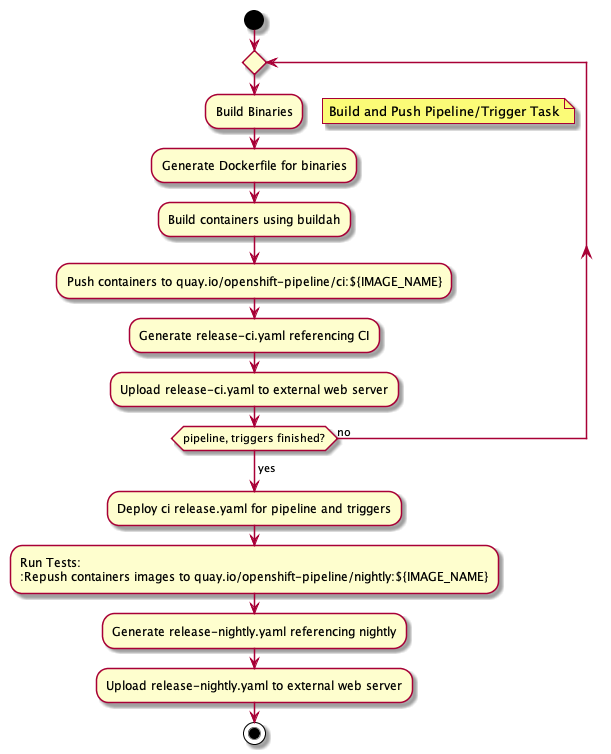 Build Binaries
Build and Push Pipeline/Trigger Task
Generate Dockerfile for binaries
Build containers using buildah
Push containers to quay.io/openshift-pipeline/ci:${IMAGE_NAME}
Generate release-ci.yaml referencing CI
Upload release-ci.yaml to external web server
pipeline, triggers finished?
no
yes
Deploy ci release.yaml for pipeline and triggers
Run Tests:
:Repush containers images to quay.io/openshift-pipeline/nightly:${IMAGE_NAME}
Generate release-nightly.yaml referencing nightly
Upload release-nightly.yaml to external web server